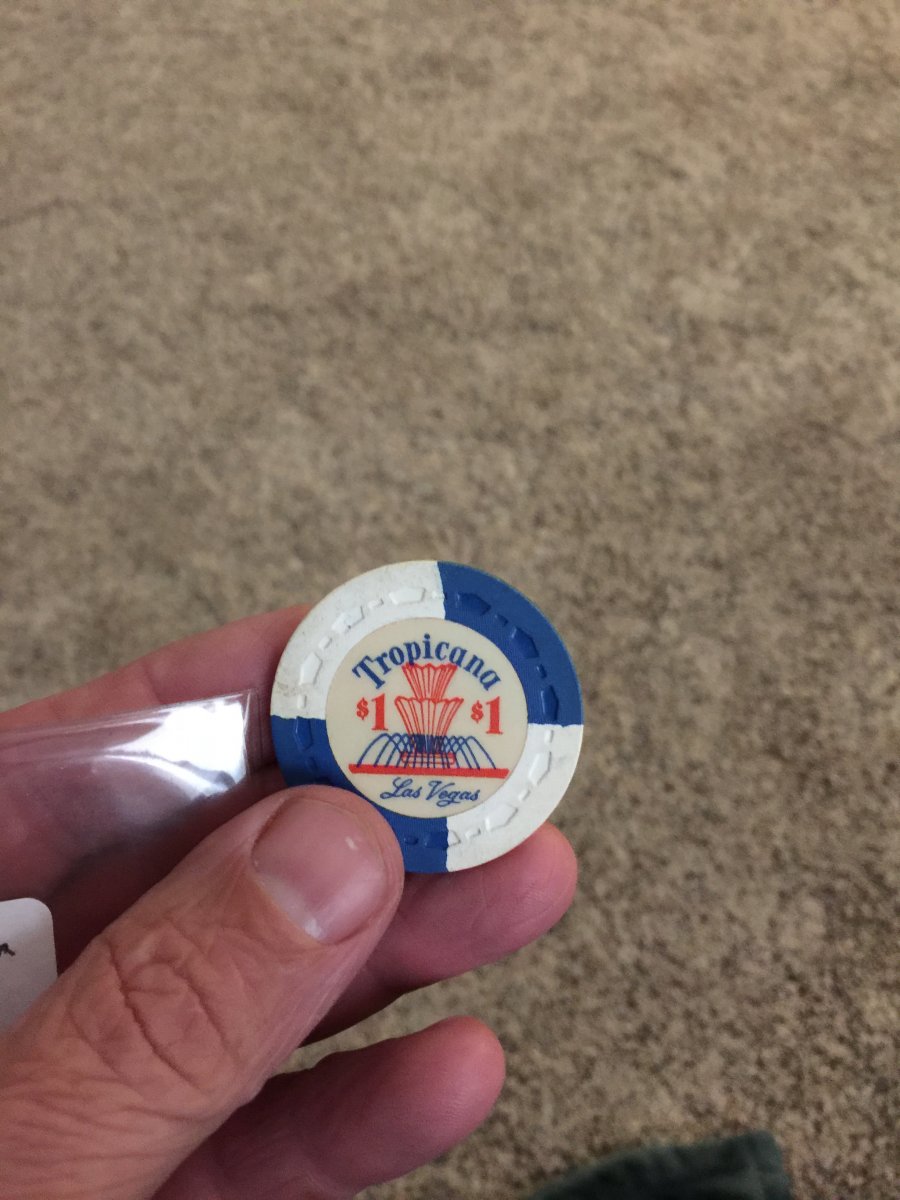 Tropicana
$1 $1
Las Vegas